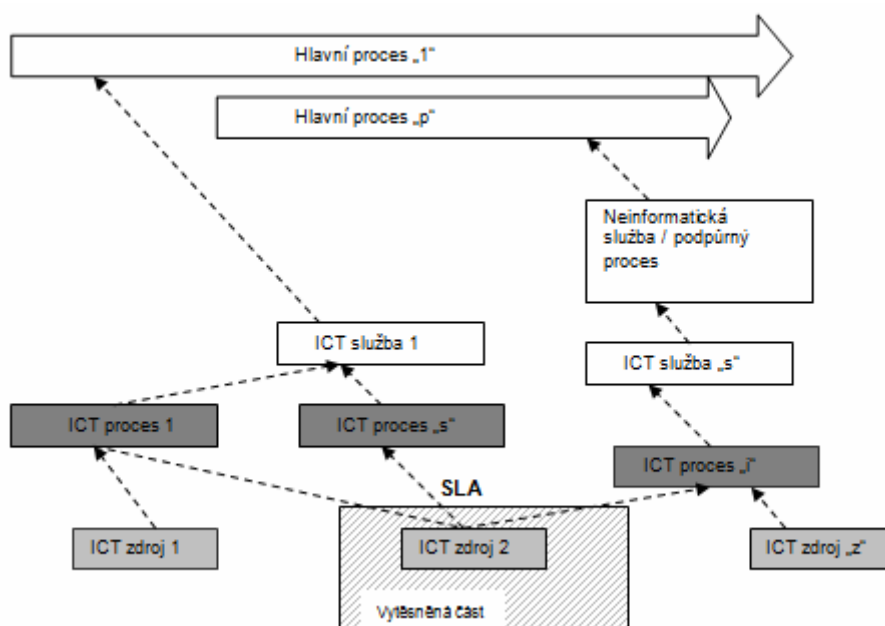 Hlavní proces „1"
Hlavní proces „p"
Neinformatická
služba / podpůrný
proces
ICT služba 1
ICT služba „s"
ICT proces 1
ICT proces „s"
ICT proces „i"
SLA
ICT zdroj 1
ICT zdroj 2
ICT zdroj „z"
Vytěsněná část